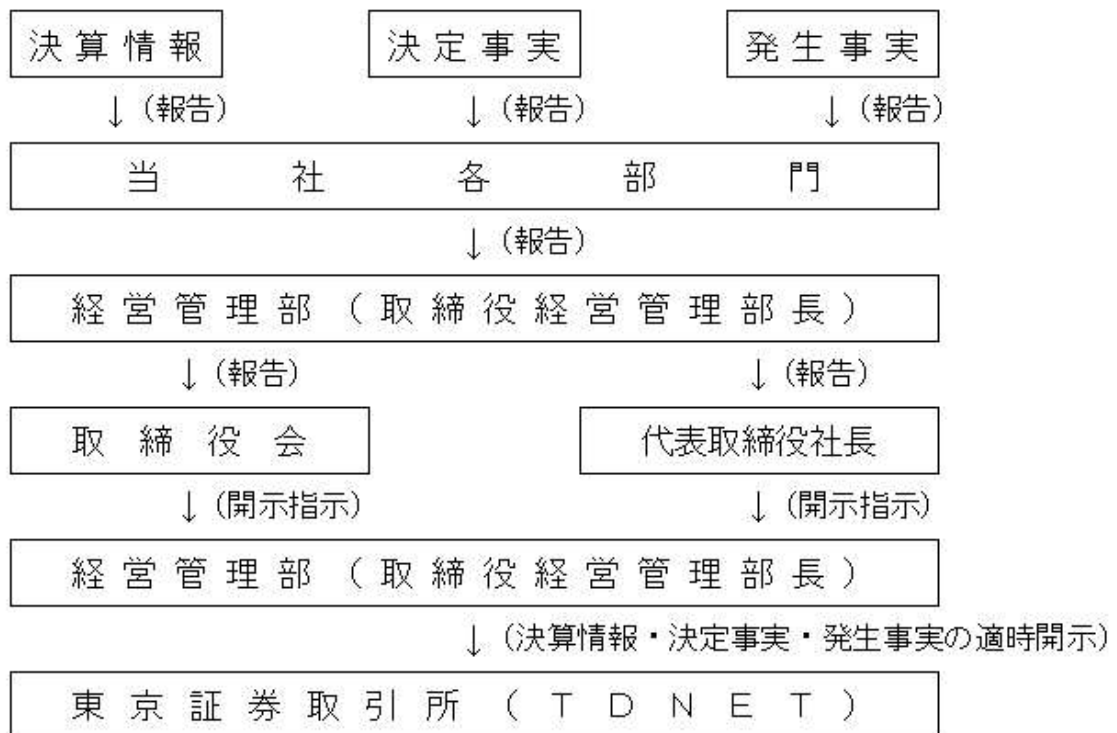 決算情報 決定事実 発生事実
↓（報告） ↓（報告） ↓（報告）
当社各部門
↓（報告）
経営管理部（取締役経営管理部長）
↓（報告） ↓（報告）
取締役会 代表取締役社長
↓（開示指示） ↓（開示指示）
経営管理部（取締役経営管理部長）
↓（決算情報・決定事実・発生事実の適時開示）
東京証券取引所（ＴＤＮＥＴ）